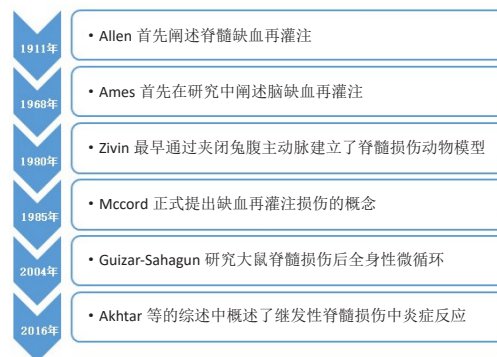 1911年
• Allen 首先阐述脊髓缺血再灌注
1968年
• Ames 首先在研究中阐述脑缺血再灌注
1980年
• Zivin 最早通过夹闭兔腹主动脉建立了脊髓损伤动物模型
1985年
• Mccord 正式提出缺血再灌注损伤的概念
2004年
• Guizar-Sahagun 研究大鼠脊髓损伤后全身性微循环
2016年
• Akhtar 等的综述中概述了继发性脊髓损伤中炎症反应